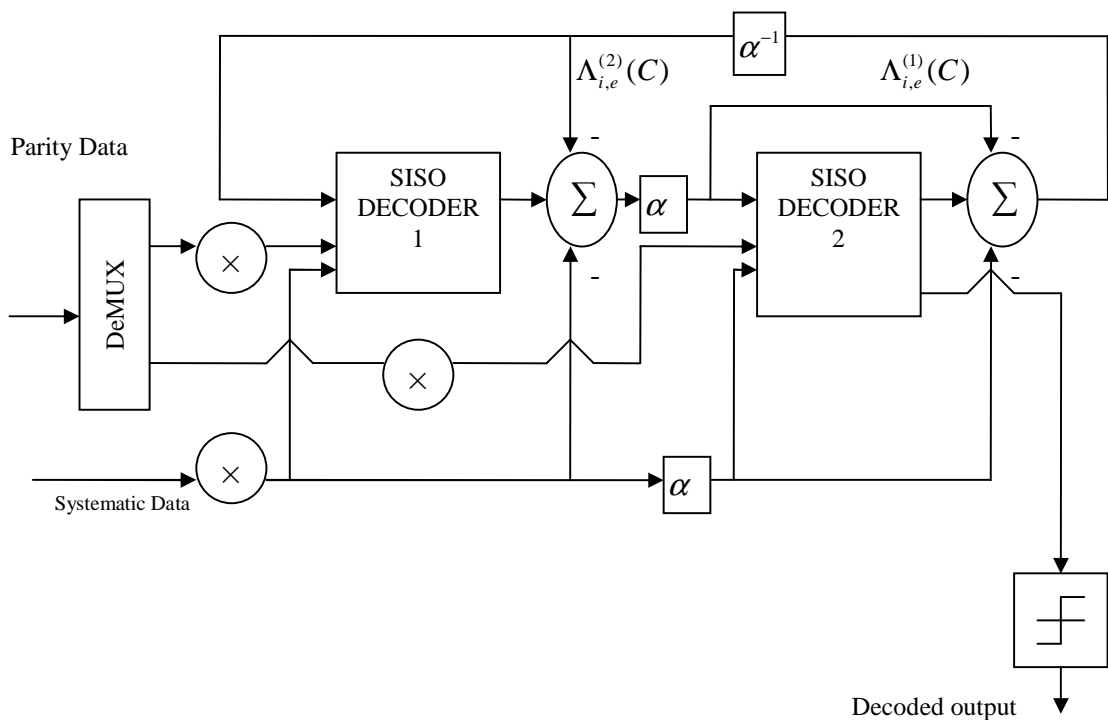 α⁻¹
Λ_{i,e}^{(2)}(C)
Λ_{i,e}^{(1)}(C)
-
-
Parity Data
SISO
DECODER
1
Σ
α
SISO
DECODER
2
Σ
×
-
-
DeMUX
×
×
α
Systematic Data
Decoded output